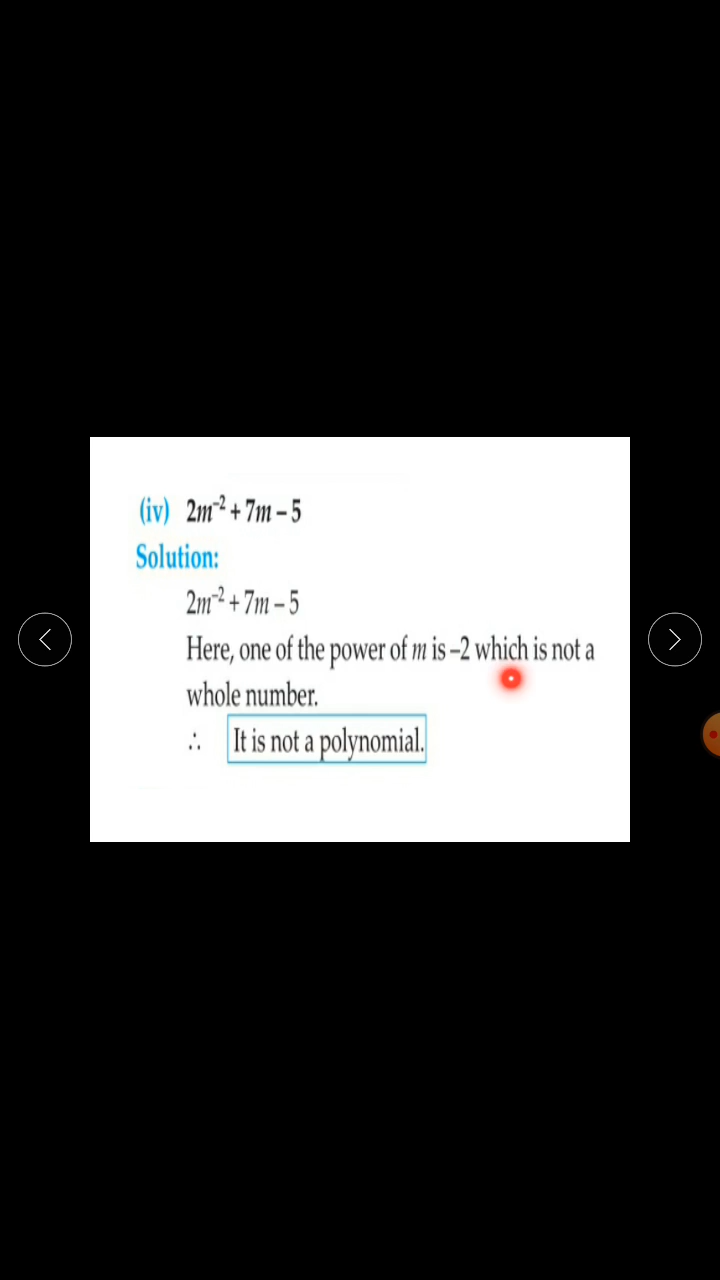 (iv) 2m⁻² + 7m – 5
Solution:
2m⁻² + 7m – 5
Here, one of the power of m is –2 which is not a
whole number.
∴ It is not a polynomial.